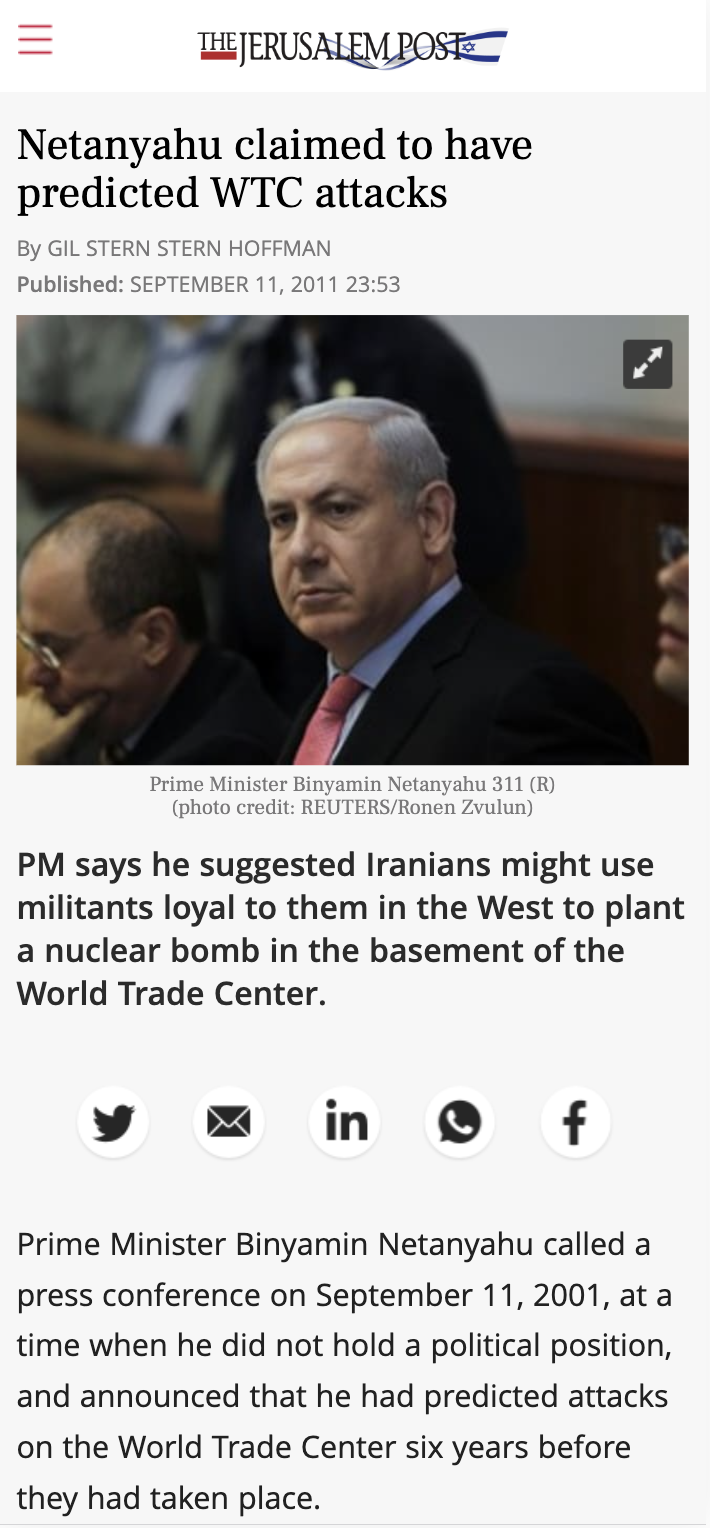 THE JERUSALEM POST
Netanyahu claimed to have
predicted WTC attacks
By GIL STERN STERN HOFFMAN
Published: SEPTEMBER 11, 2011 23:53
Prime Minister Binyamin Netanyahu 311 (R)
(photo credit: REUTERS/Ronen Zvulun)
PM says he suggested Iranians might use
militants loyal to them in the West to plant
a nuclear bomb in the basement of the
World Trade Center.
Prime Minister Binyamin Netanyahu called a
press conference on September 11, 2001, at a
time when he did not hold a political position,
and announced that he had predicted attacks
on the World Trade Center six years before
they had taken place.